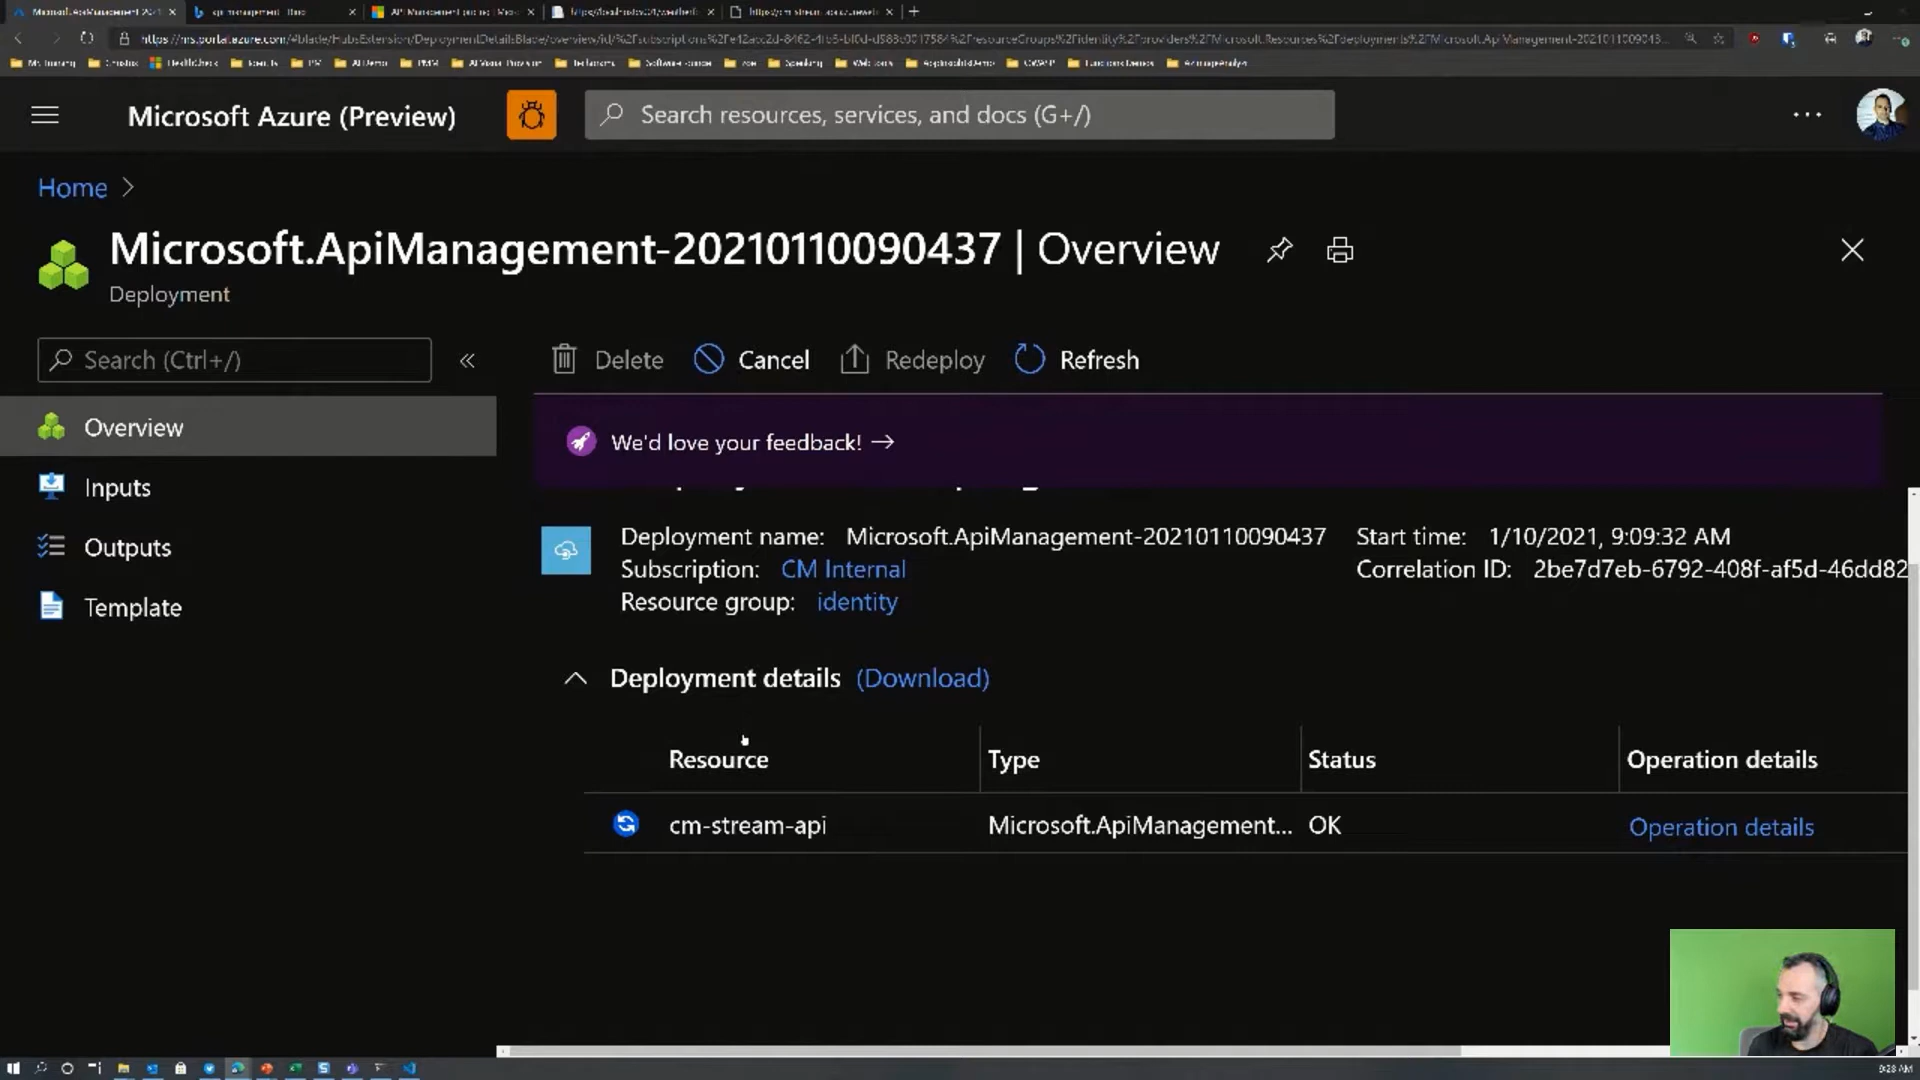 Microsoft Azure (Preview)
Search resources, services, and docs (G+/)
Home
Microsoft.ApiManagement-20210110090437 | Overview
Deployment
Search (Ctrl+/)
Delete
Cancel
Redeploy
Refresh
Overview
Inputs
Outputs
Template
We'd love your feedback! →
Deployment name: Microsoft.ApiManagement-20210110090437
Subscription: CM Internal
Resource group: identity
Start time: 1/10/2021, 9:09:32 AM
Correlation ID: 2be7d7eb-6792-408f-af5d-46dd82
Deployment details (Download)
Resource Type Status Operation details
cm-stream-api Microsoft.ApiManagement... OK Operation details
9:28 AM